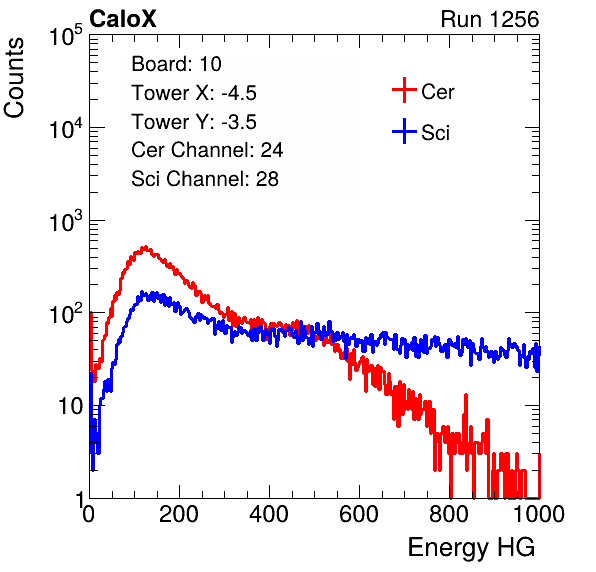 CaloX Run 1256
Counts
Board: 10
Tower X: -4.5
Tower Y: -3.5
Cer Channel: 24
Sci Channel: 28
Cer
Sci
10^5
10^4
10^3
10^2
10
1
0 200 400 600 800 1000
Energy HG